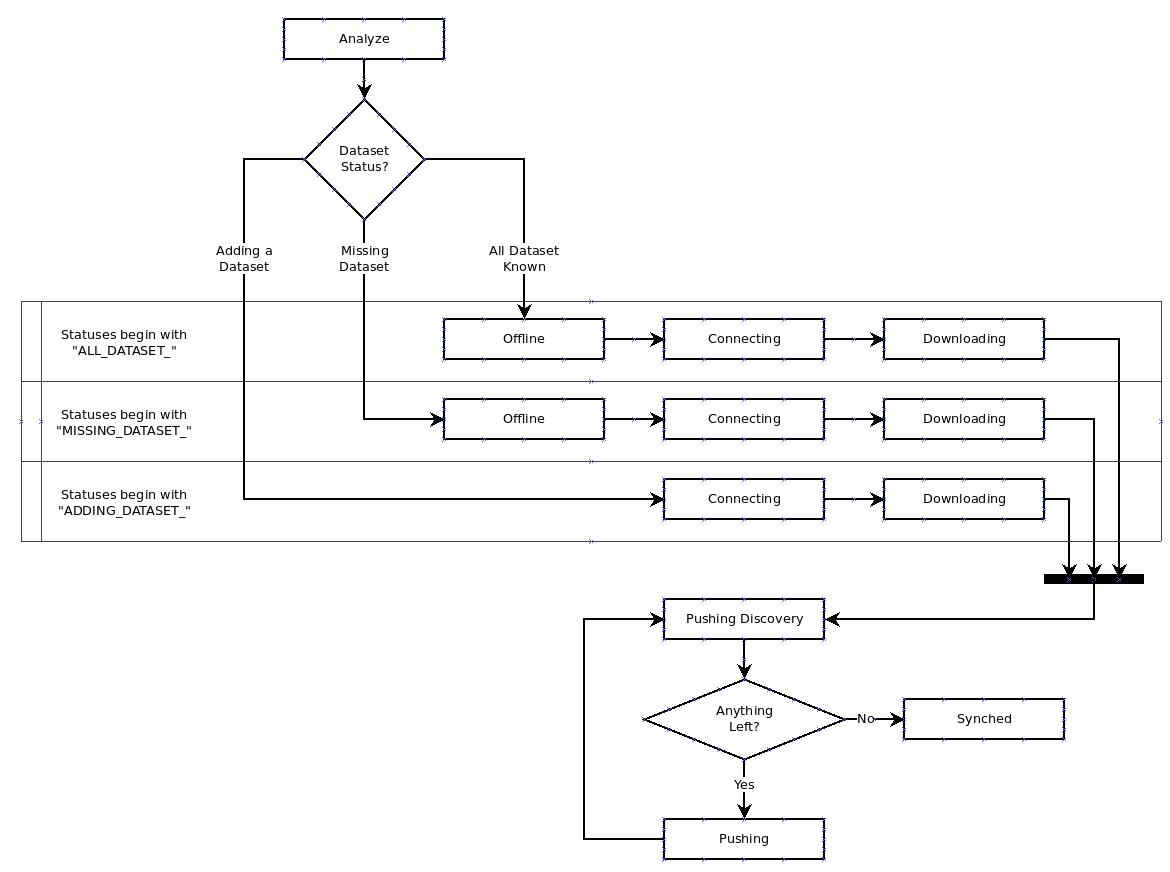 Analyze
Dataset
Status?
Adding a
Dataset
Missing
Dataset
All Dataset
Known
Statuses begin with
"ALL_DATASET_"
Offline
Connecting
Downloading
Statuses begin with
"MISSING_DATASET_"
Offline
Connecting
Downloading
Statuses begin with
"ADDING_DATASET_"
Connecting
Downloading
Pushing Discovery
Anything
Left?
No
Synched
Yes
Pushing